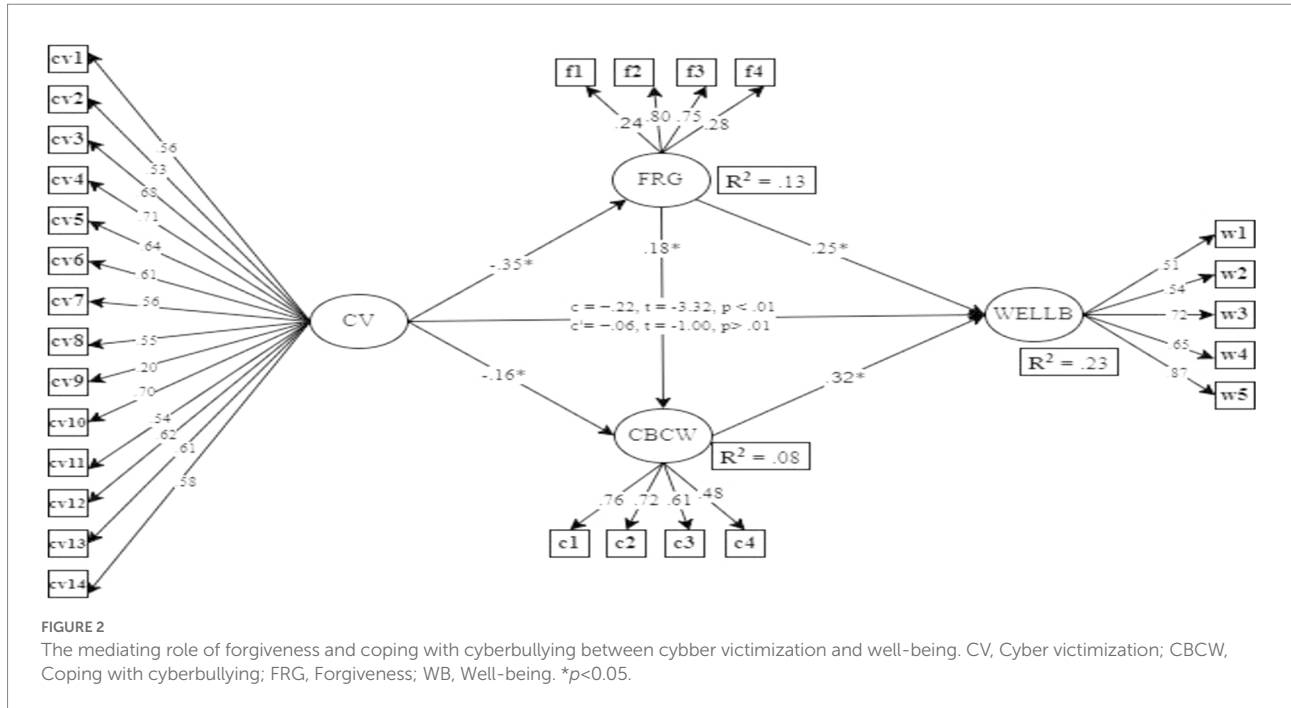 cv1
cv2
cv3
cv4
cv5
cv6
cv7
cv8
cv9
cv10
cv11
cv12
cv13
cv14
.56
.53
.68
.71
.64
.61
.56
.55
.20
.70
.54
.62
.61
.58
CV
f1 f2 f3 f4
.24 .80 .75 .28
FRG
R² = .13
-.35*
.18*
.25*
c = -.22, t = -3.32, p < .01
c'= -.06, t = -1.00, p> .01
-.16*
.32*
CBCW
R² = .08
.76 .72 .61 .48
c1 c2 c3 c4
WELLB
R² = .23
.51
.54
.72
.65
.87
w1
w2
w3
w4
w5
FIGURE 2
The mediating role of forgiveness and coping with cyberbullying between cybber victimization and well-being. CV, Cyber victimization; CBCW,
Coping with cyberbullying; FRG, Forgiveness; WB, Well-being. *p<0.05.